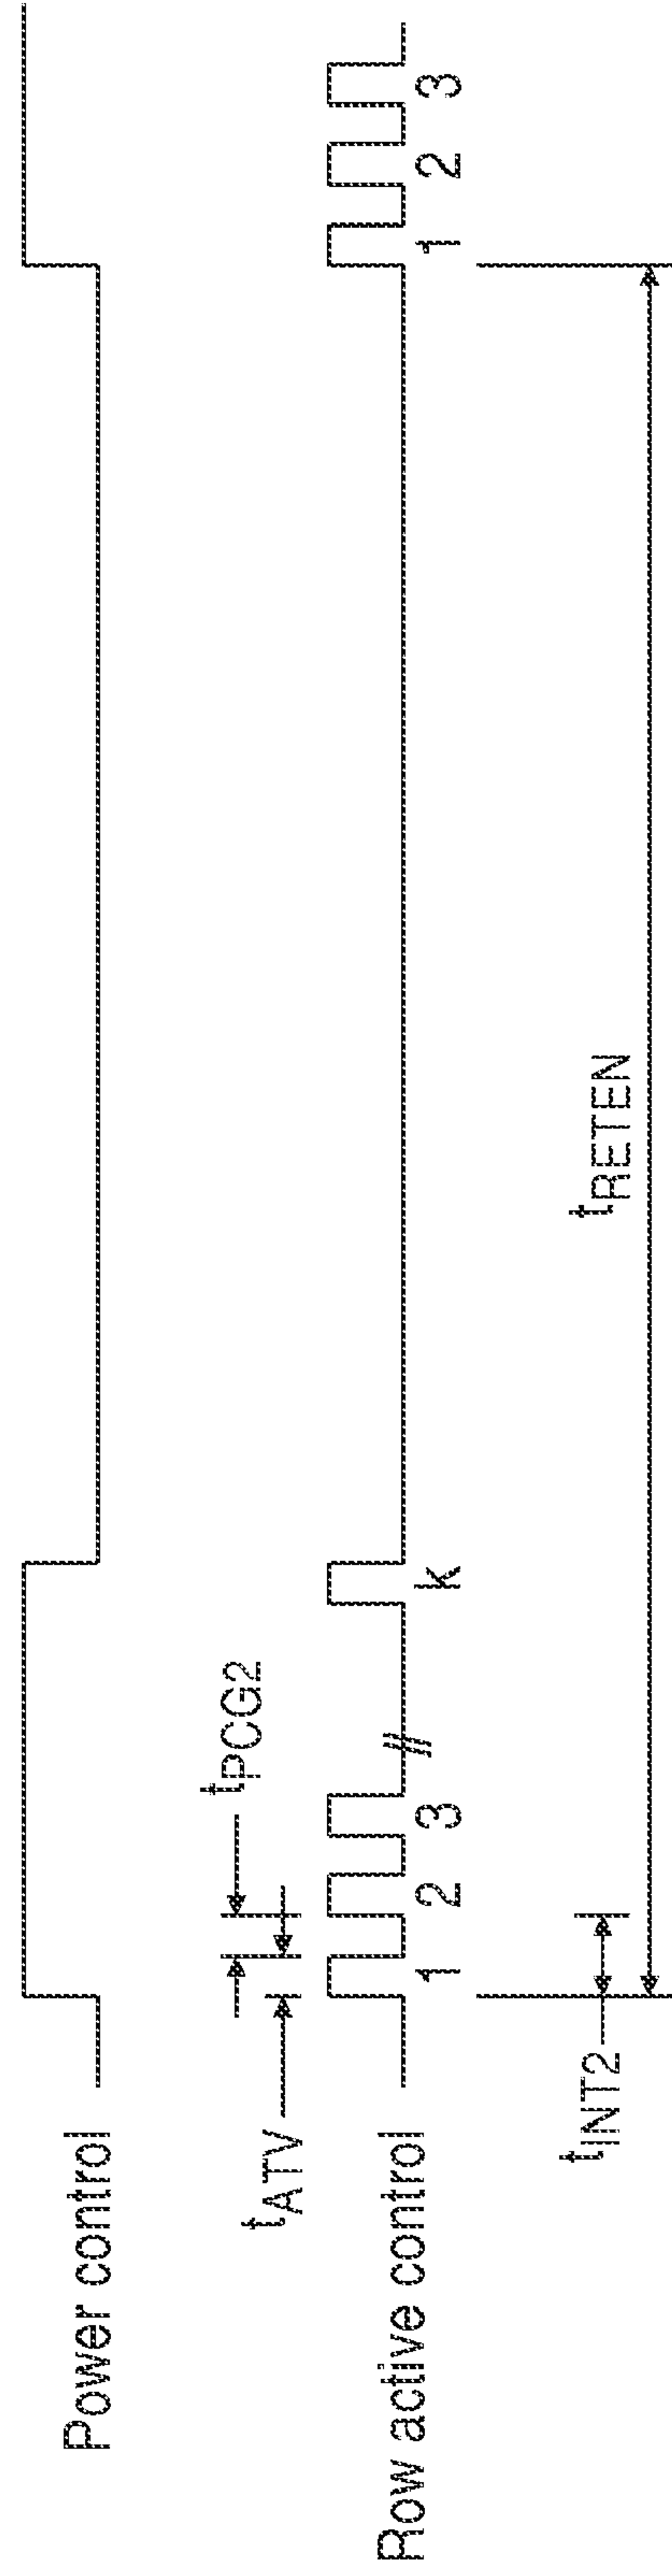 Power control
tPCG2
tATV
Row active control
1 2 3 // k 1 2 3
tINT2
tRETEN